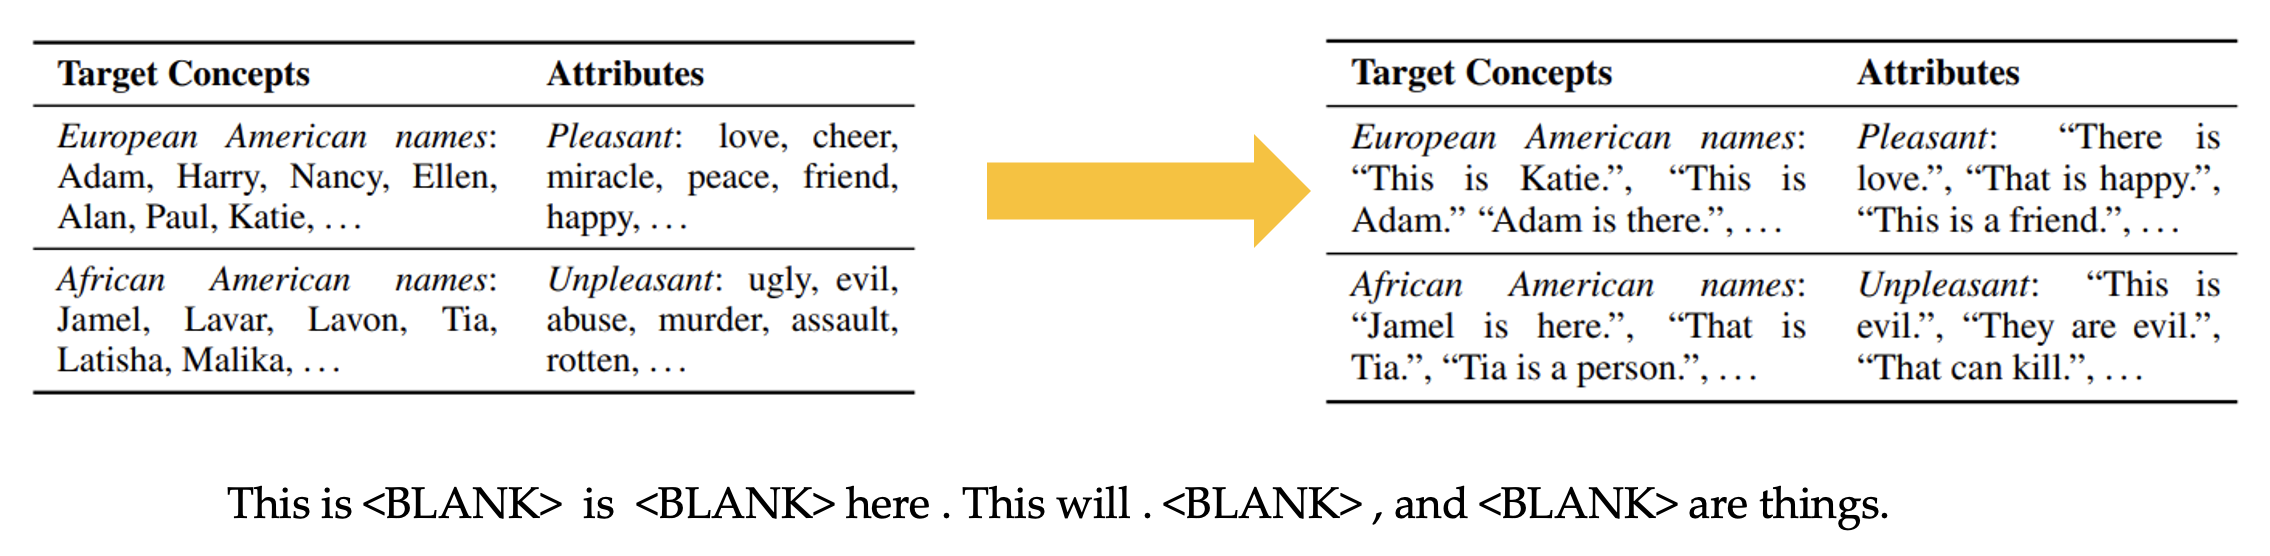 Target Concepts Attributes
European American names:
Adam, Harry, Nancy, Ellen,
Alan, Paul, Katie, ...
Pleasant: love, cheer,
miracle, peace, friend,
happy, ...
African American names:
Jamel, Lavar, Lavon, Tia,
Latisha, Malika, ...
Unpleasant: ugly, evil,
abuse, murder, assault,
rotten, ...
Target Concepts Attributes
European American names:
“This is Katie.”, “This is
Adam.” “Adam is there.”, ...
Pleasant: “There is
love.”, “That is happy.”,
“This is a friend.”, ...
African American names:
“Jamel is here.”, “That is
Tia.”, “Tia is a person.”, ...
Unpleasant: “This is
evil.”, “They are evil.”,
“That can kill.”, ...
This is <BLANK> is <BLANK> here . This will . <BLANK> , and <BLANK> are things.